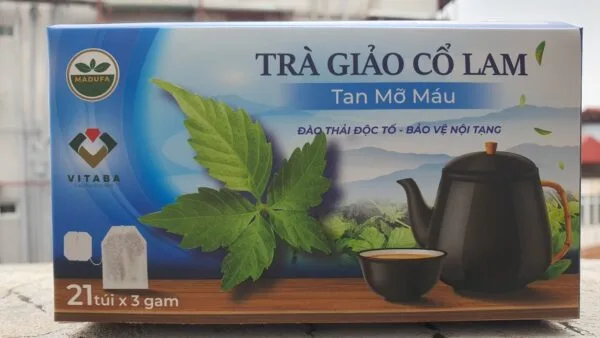 MADUFA
VITABA
TRÀ GIẢO CỔ LAM
Tan Mỡ Máu
ĐÀO THẢI ĐỘC TỐ - BẢO VỆ NỘI TẠNG
21 túi x 3 gam